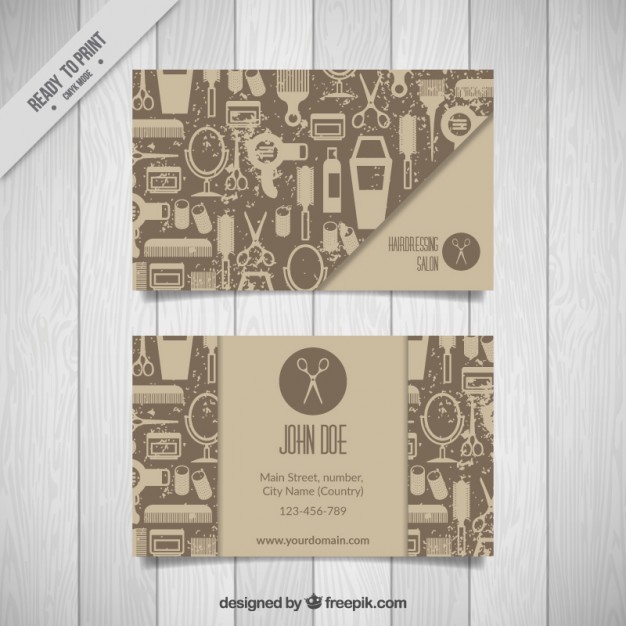 READY TO PRINT
CMYK MODE
HAIRDRESSING
SALON
JOHN DOE
Main Street, number,
City Name (Country)
123-456-789
www.yourdomain.com
designed by freepik.com